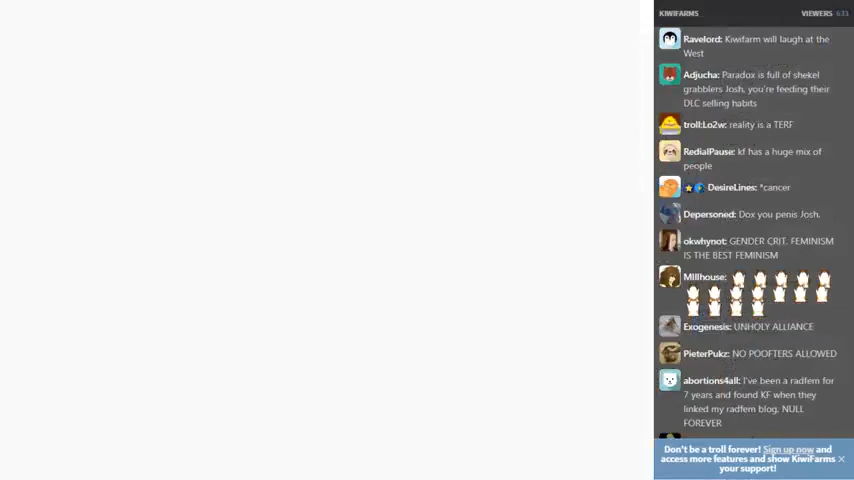 KIWIFARMS VIEWERS 631
Ravelord: Kiwifarm will laugh at the
West
Adjucha: Paradox is full of shekel
grabblers Josh, you're feeding their
DLC selling habits
troll:Lo2w: reality is a TERF
RedialPause: kf has a huge mix of
people
DesireLines: *cancer
Depersoned: Dox you penis Josh.
okwhynot: GENDER CRIT. FEMINISM
IS THE BEST FEMINISM
Millhouse:
Exogenesis: UNHOLY ALLIANCE
PieterPukz: NO POOFTERS ALLOWED
abortions4all: I've been a radfem for
7 years and found KF when they
linked my radfem blog. NULL
FOREVER
Don't be a troll forever! Sign up now and
access more features and show KiwiFarms
your support!